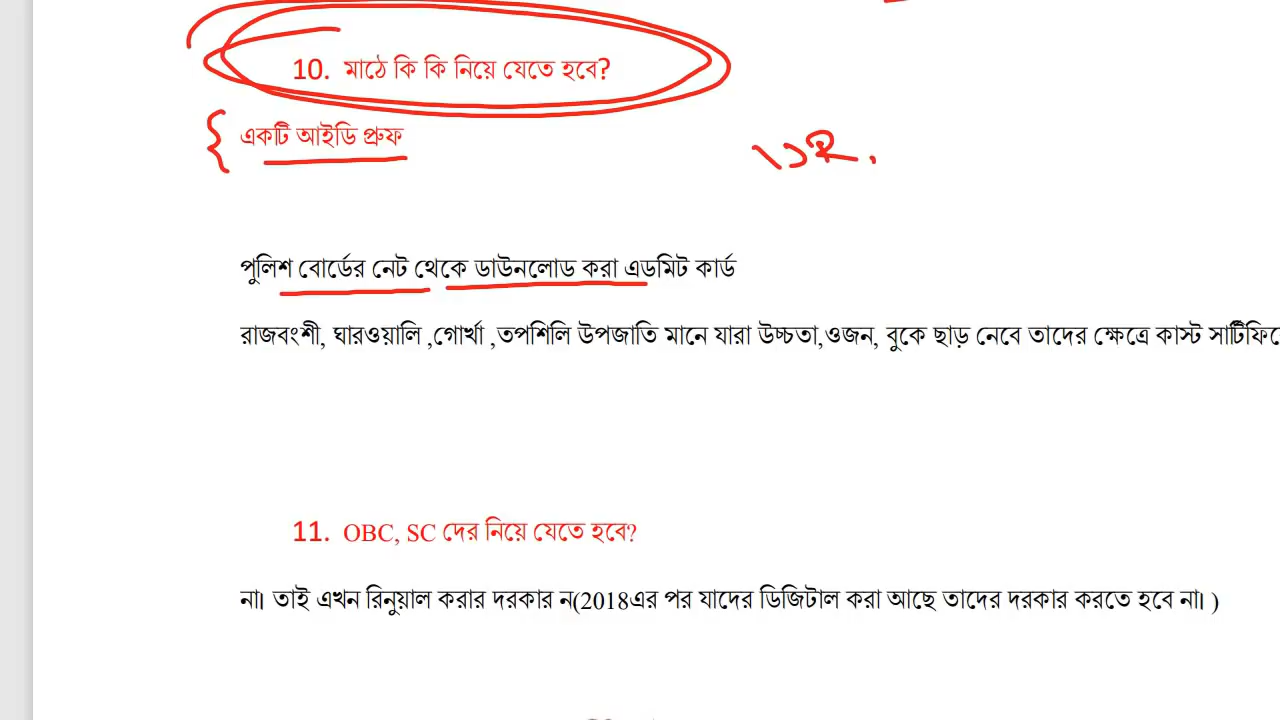 10. মাঠে কি কি নিয়ে যেতে হবে?
একটি আইডি প্রুফ
পুলিশ বোর্ডের নেট থেকে ডাউনলোড করা এডমিট কার্ড
রাজবংশী, ঘারওয়ালি ,গোর্খা ,তপশিলি উপজাতি মানে যারা উচ্চতা,ওজন, বুকে ছাড় নেবে তাদের ক্ষেত্রে কাস্ট
11. OBC, SC দের নিয়ে যেতে হবে?
না। তাই এখন রিনুয়াল করার দরকার ন(2018এর পর যাদের ডিজিটাল করা আছে তাদের দরকার করতে হবে না। )